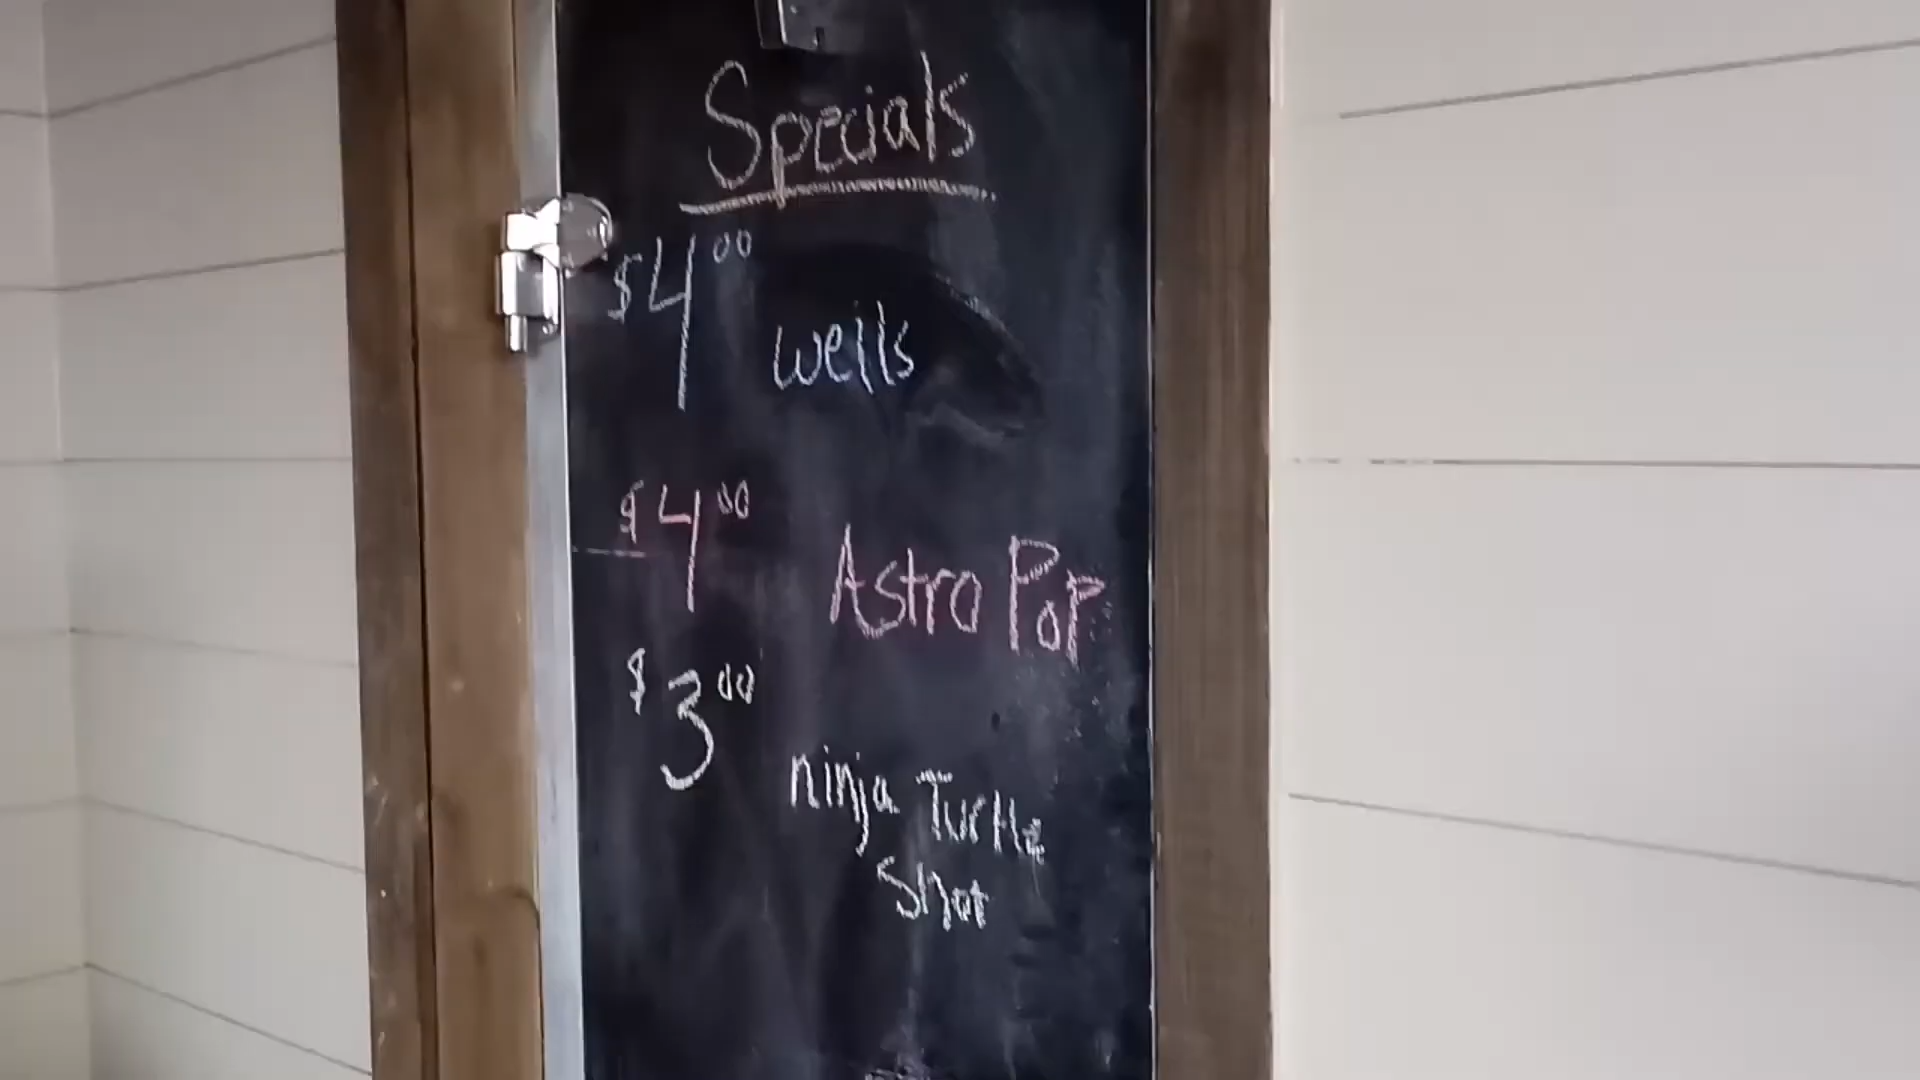 Specials
$4.00
wells
$4.00
Astro Pop
$3.00
ninja Turtle
Shot